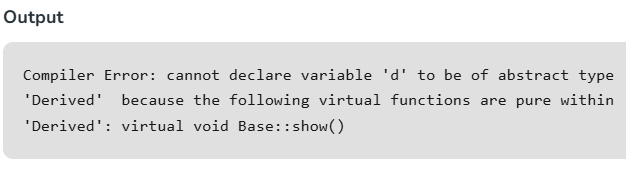 Output
Compiler Error: cannot declare variable 'd' to be of abstract type
'Derived'  because the following virtual functions are pure within
'Derived': virtual void Base::show()